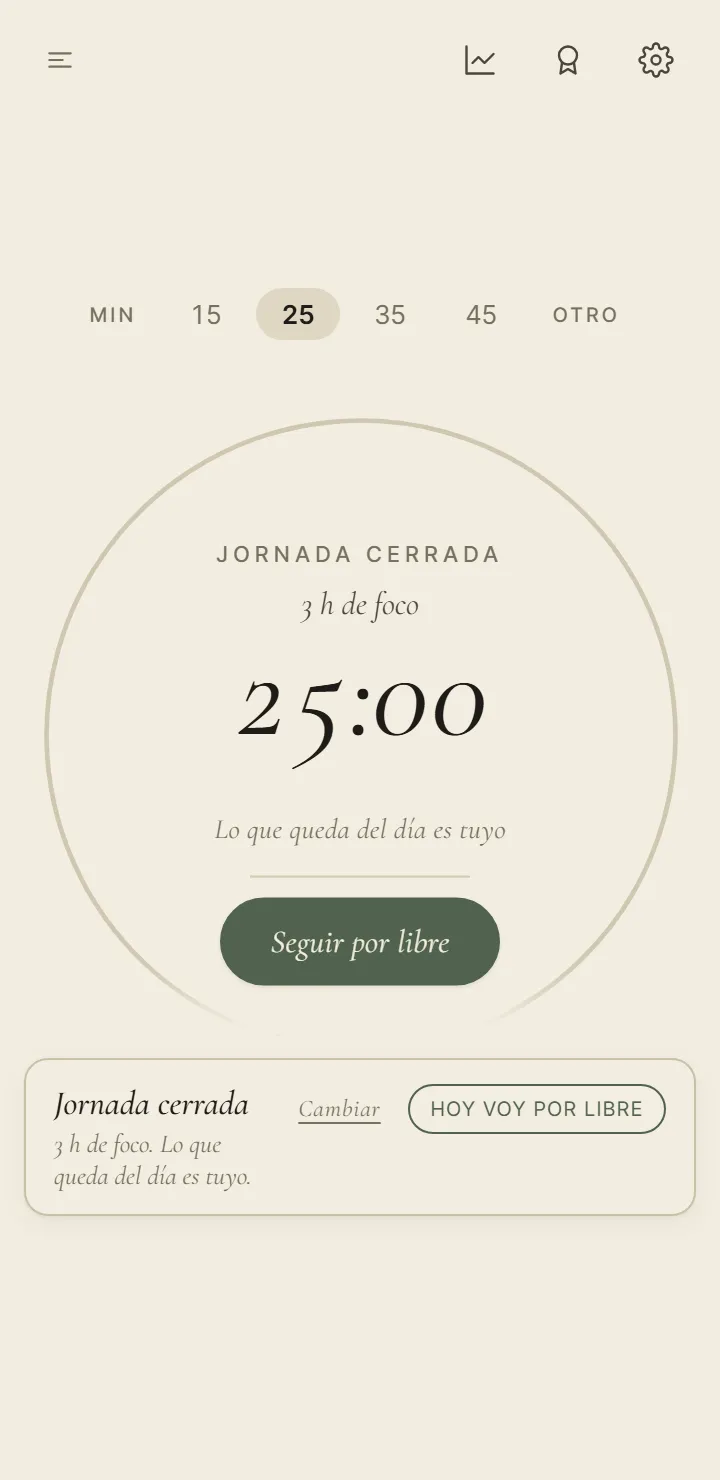 MIN 15 25 35 45 OTRO
JORNADA CERRADA
3 h de foco
25:00
Lo que queda del día es tuyo
Seguir por libre
Jornada cerrada
3 h de foco. Lo que
queda del día es tuyo.
Cambiar
HOY VOY POR LIBRE